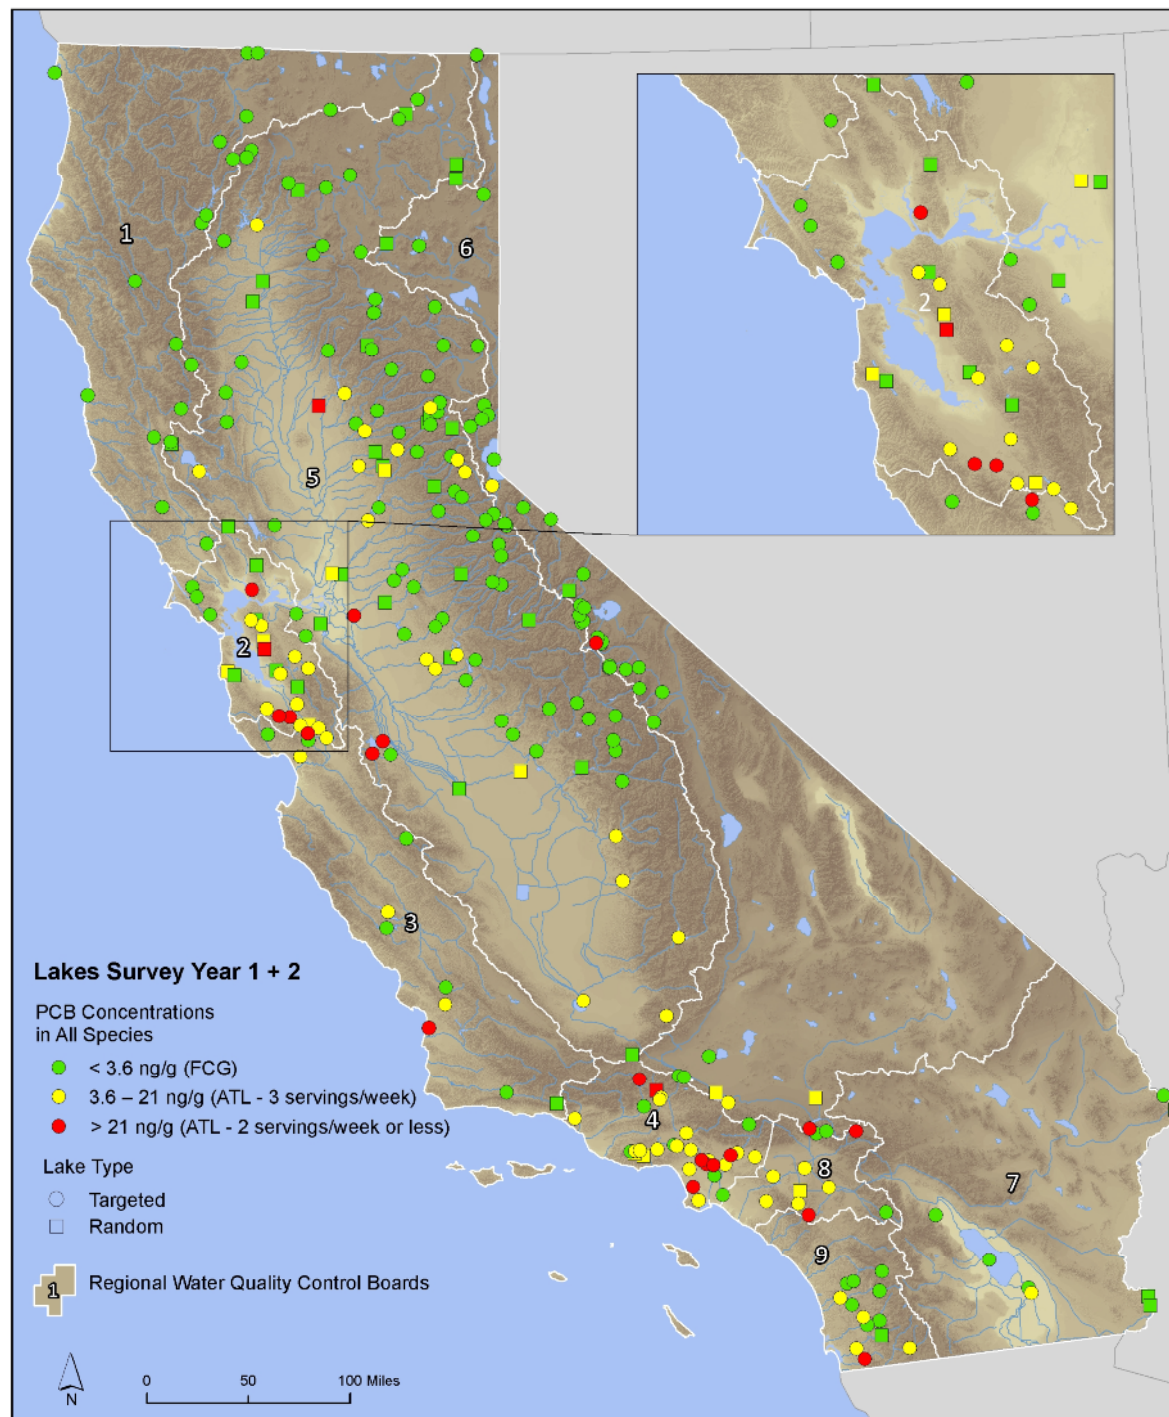 1
6
5
2
2
3
Lakes Survey Year 1 + 2
PCB Concentrations
in All Species
< 3.6 ng/g (FCG)
3.6 – 21 ng/g (ATL - 3 servings/week)
> 21 ng/g (ATL - 2 servings/week or less)
Lake Type
Targeted
Random
1 Regional Water Quality Control Boards
4
8
7
9
N
0 50 100 Miles